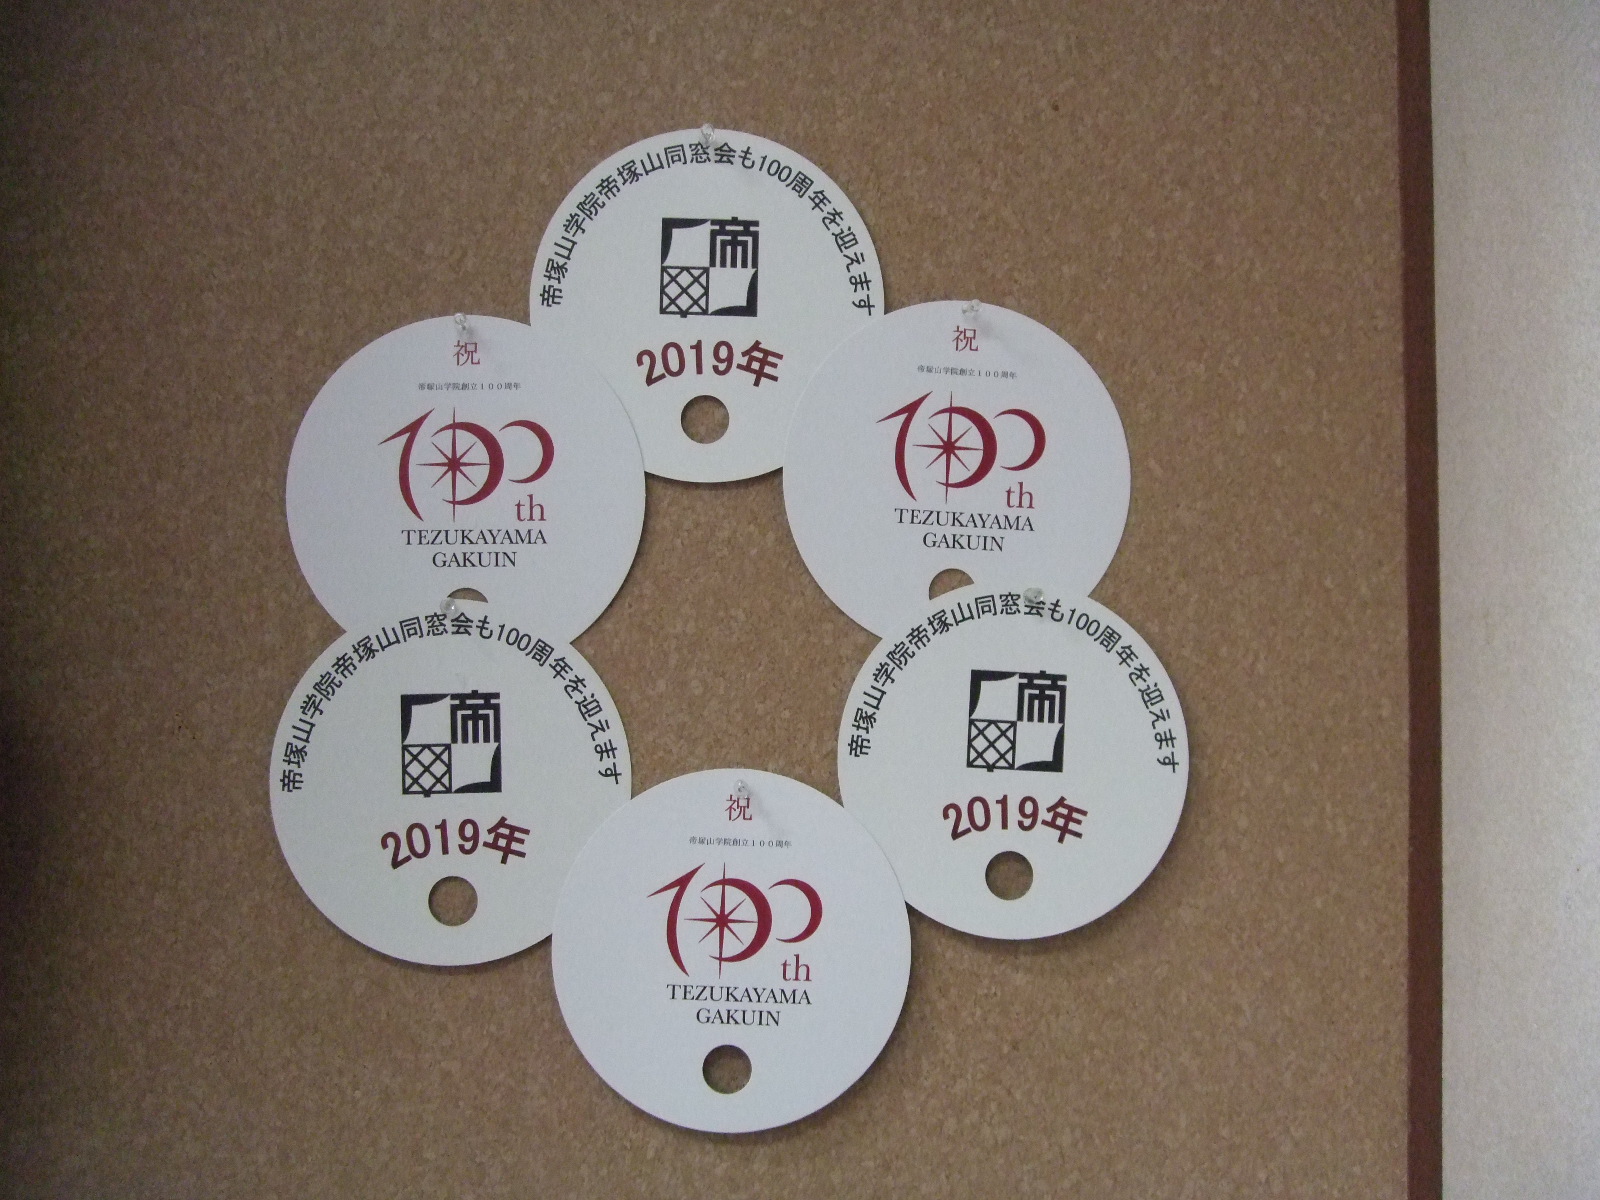 帝塚山学院帝塚山同窓会も100周年を迎えます
帝
2019年
祝
帝塚山学院創立１００周年
100th
TEZUKAYAMA
GAKUIN
祝
帝塚山学院創立１００周年
100th
TEZUKAYAMA
GAKUIN
帝塚山学院帝塚山同窓会も100周年を迎えます
帝
2019年
帝塚山学院帝塚山同窓会も100周年を迎えます
帝
2019年
祝
帝塚山学院創立１００周年
100th
TEZUKAYAMA
GAKUIN